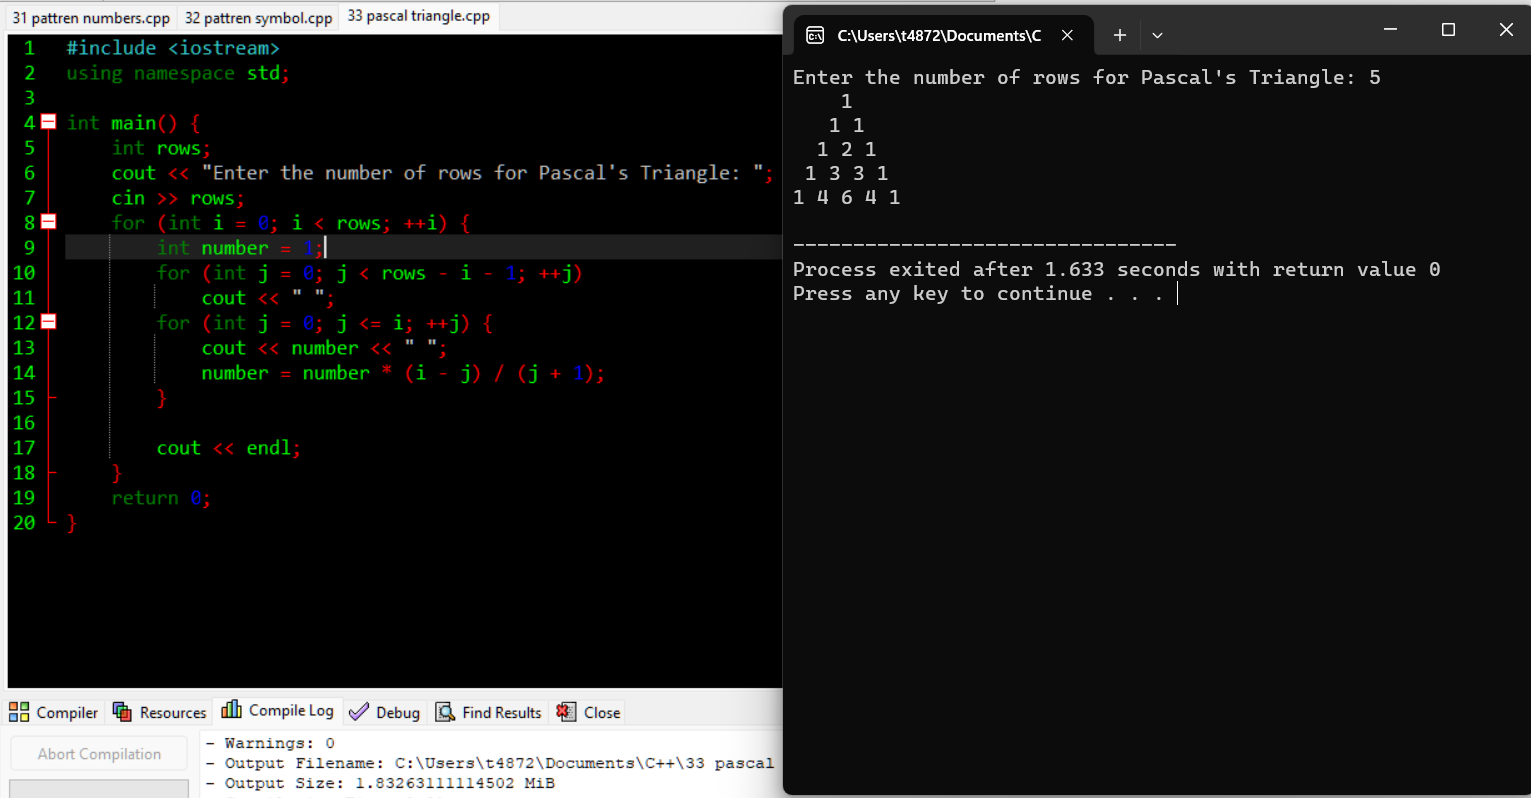 31 pattren numbers.cpp 32 pattren symbol.cpp 33 pascal triangle.cpp
1 #include <iostream>
2 using namespace std;
3
4 int main() {
5 int rows;
6 cout << "Enter the number of rows for Pascal's Triangle: ";
7 cin >> rows;
8 for (int i = 0; i < rows; ++i) {
9 int number = 1;
10 for (int j = 0; j < rows - i - 1; ++j)
11 cout << " ";
12 for (int j = 0; j <= i; ++j) {
13 cout << number << " ";
14 number = number * (i - j) / (j + 1);
15 }
16
17 cout << endl;
18 }
19 return 0;
20 }
Compiler Resources Compile Log Debug Find Results Close
Abort Compilation
- Warnings: 0
- Output Filename: C:\Users\t4872\Documents\C++\33 pascal
- Output Size: 1.83263111114502 MiB
C:\Users\t4872\Documents\C
Enter the number of rows for Pascal's Triangle: 5
1
1 1
1 2 1
1 3 3 1
1 4 6 4 1
--------------------------------
Process exited after 1.633 seconds with return value 0
Press any key to continue . . .